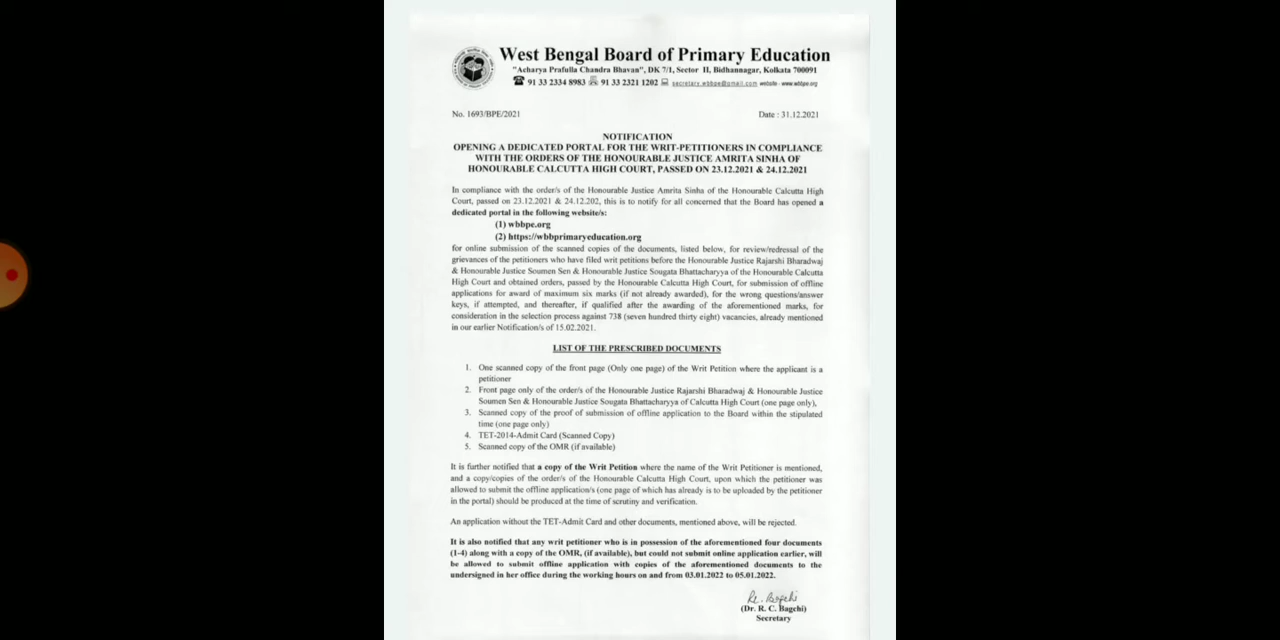 West Bengal Board of Primary Education
"Acharya Prafulla Chandra Bhavan", DK 7/1, Sector II, Bidhannagar, Kolkata 700091
91 33 2334 8983 91 33 2321 1202 secretary.wbbpe@gmail.com website - www.wbbpe.org
No. 1693/BPE/2021 Date : 31.12.2021
NOTIFICATION
OPENING A DEDICATED PORTAL FOR THE WRIT-PETITIONERS IN COMPLIANCE
WITH THE ORDERS OF THE HONOURABLE JUSTICE AMRITA SINHA OF
HONOURABLE CALCUTTA HIGH COURT, PASSED ON 23.12.2021 & 24.12.2021
In compliance with the order/s of the Honourable Justice Amrita Sinha of the Honourable Calcutta High
Court, passed on 23.12.2021 & 24.12.202, this is to notify for all concerned that the Board has opened a
dedicated portal in the following website/s:
(1) wbbpe.org
(2) https://wbbprimaryeducation.org
for online submission of the scanned copies of the documents, listed below, for review/redressal of the
grievances of the petitioners who have filed writ petitions before the Honourable Justice Rajarshi Bharadwaj
& Honourable Justice Soumen Sen & Honourable Justice Sougata Bhattacharyya of the Honourable Calcutta
High Court and obtained orders, passed by the Honourable Calcutta High Court, for submission of offline
applications for award of maximum six marks (if not already awarded), for the wrong questions/answer
keys, if attempted, and thereafter, if qualified after the awarding of the aforementioned marks, for
consideration in the selection process against 738 (seven hundred thirty eight) vacancies, already mentioned
in our earlier Notification/s of 15.02.2021.
LIST OF THE PRESCRIBED DOCUMENTS
1. One scanned copy of the front page (Only one page) of the Writ Petition where the applicant is a
petitioner
2. Front page only of the order/s of the Honourable Justice Rajarshi Bharadwaj & Honourable Justice
Soumen Sen & Honourable Justice Sougata Bhattacharyya of Calcutta High Court (one page only),
3. Scanned copy of the proof of submission of offline application to the Board within the stipulated
time (one page only)
4. TET-2014-Admit Card (Scanned Copy)
5. Scanned copy of the OMR (if available)
It is further notified that a copy of the Writ Petition where the name of the Writ Petitioner is mentioned,
and a copy/copies of the order/s of the Honourable Calcutta High Court, upon which the petitioner was
allowed to submit the offline application/s (one page of which has already is to be uploaded by the petitioner
in the portal) should be produced at the time of scrutiny and verification.
An application without the TET-Admit Card and other documents, mentioned above, will be rejected.
It is also notified that any writ petitioner who is in possession of the aforementioned four documents
(1-4) along with a copy of the OMR, (if available), but could not submit online application earlier, will
be allowed to submit offline application with copies of the aforementioned documents to the
undersigned in her office during the working hours on and from 03.01.2022 to 05.01.2022.
R. C. Bagchi
(Dr. R. C. Bagchi)
Secretary